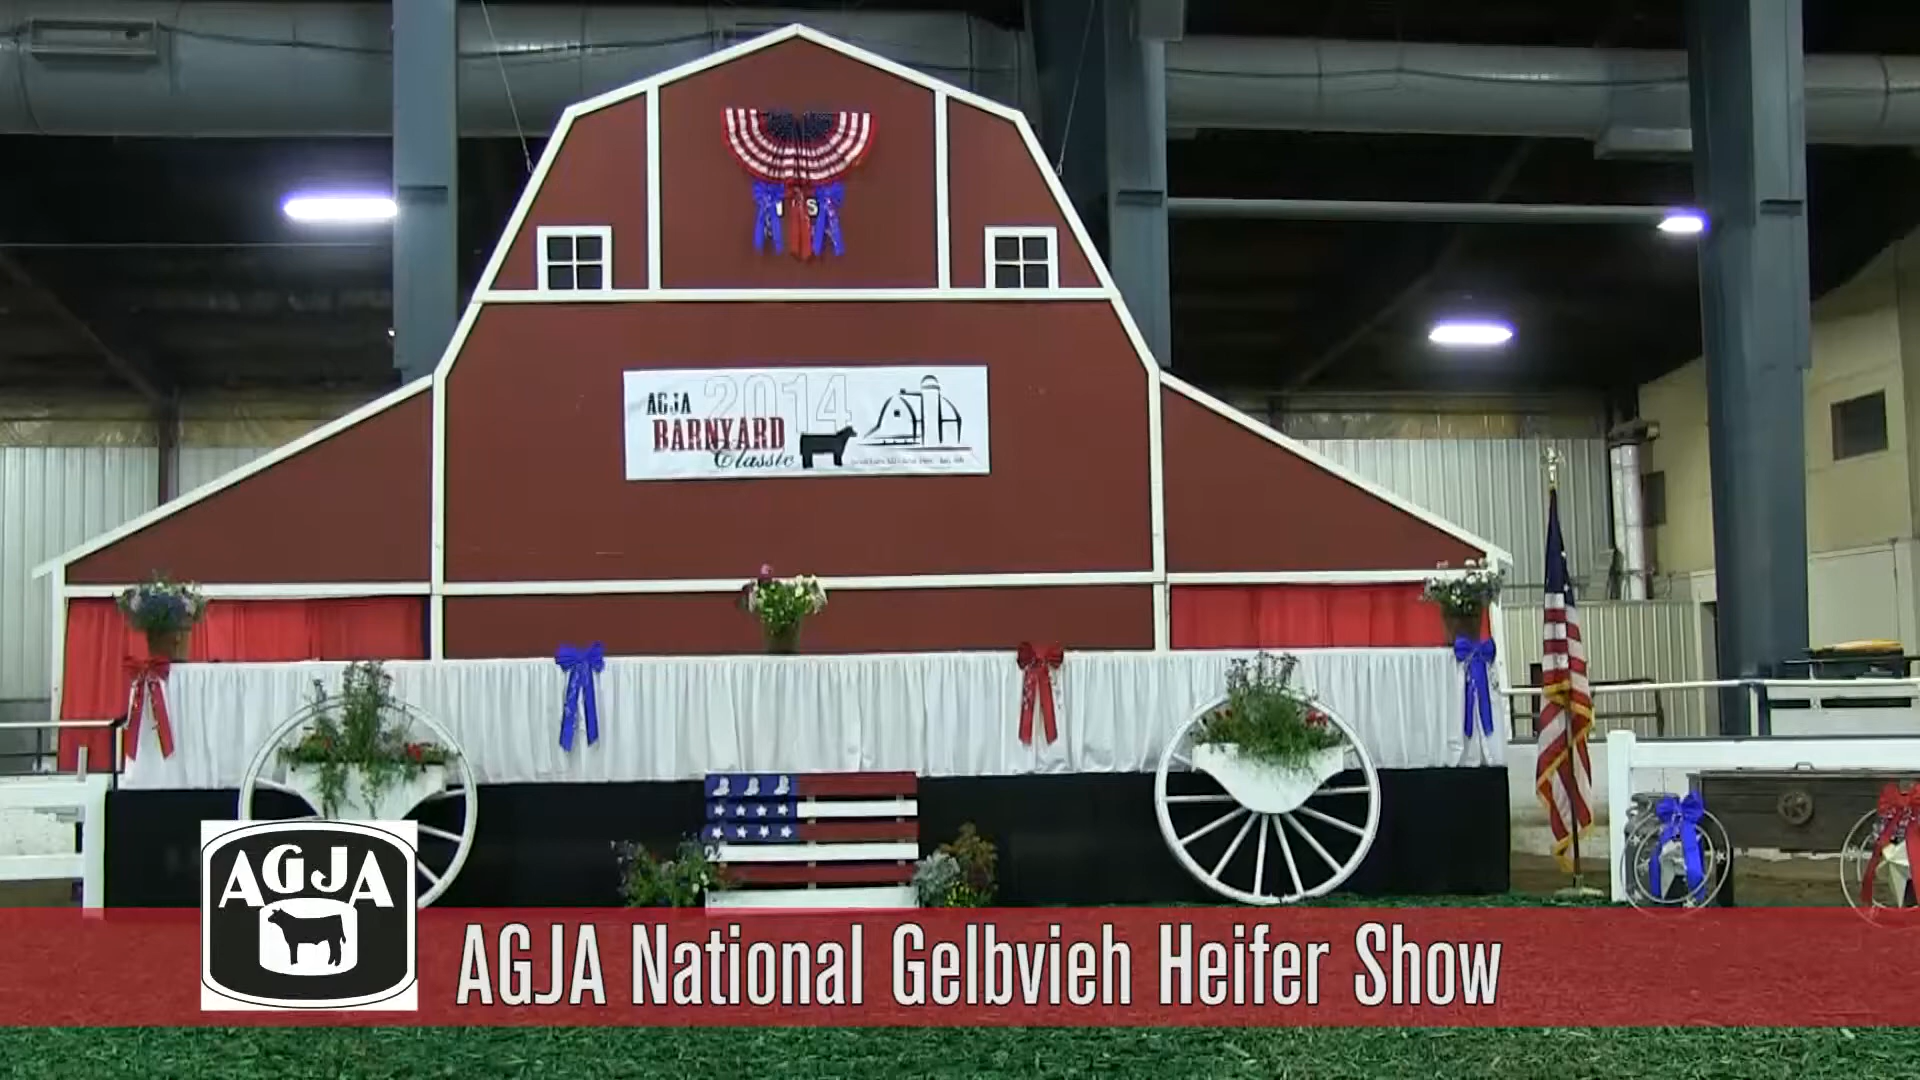 2014
AGJA
BARNYARD
Classic
AGJA
AGJA National Gelbvieh Heifer Show